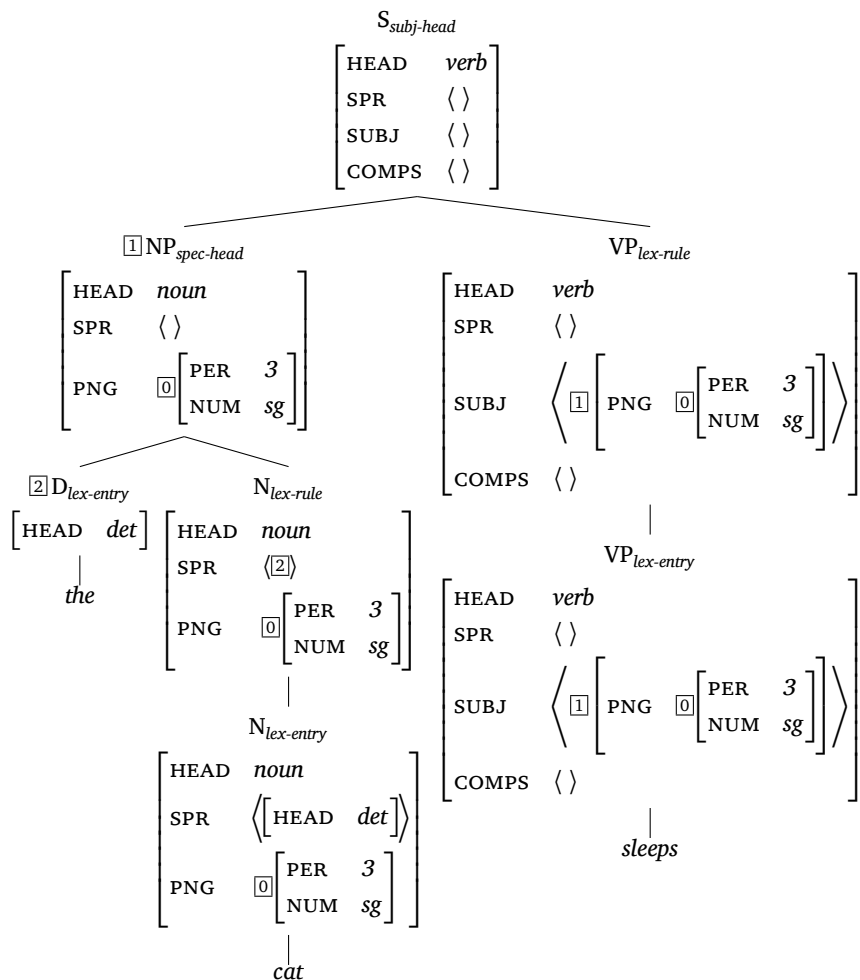 S subj-head
HEAD verb
SPR ⟨ ⟩
SUBJ ⟨ ⟩
COMPS ⟨ ⟩
1 NP spec-head
HEAD noun
SPR ⟨ ⟩
PNG 0 [PER 3
NUM sg]
VP lex-rule
HEAD verb
SPR ⟨ ⟩
SUBJ ⟨ 1 [PNG 0 [PER 3
NUM sg]] ⟩
COMPS ⟨ ⟩
2 D lex-entry
[HEAD det]
the
N lex-rule
HEAD noun
SPR ⟨2⟩
PNG 0 [PER 3
NUM sg]
N lex-entry
HEAD noun
SPR ⟨[HEAD det]⟩
PNG 0 [PER 3
NUM sg]
cat
VP lex-entry
HEAD verb
SPR ⟨ ⟩
SUBJ ⟨ 1 [PNG 0 [PER 3
NUM sg]] ⟩
COMPS ⟨ ⟩
sleeps